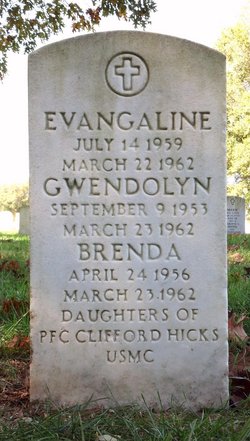 EVANGALINE
JULY 14 1959
MARCH 22 1962
GWENDOLYN
SEPTEMBER 9 1953
MARCH 23 1962
BRENDA
APRIL 24 1956
MARCH 23.1962
DAUGHTERS OF
PFC CLIFFORD HICKS
USMC